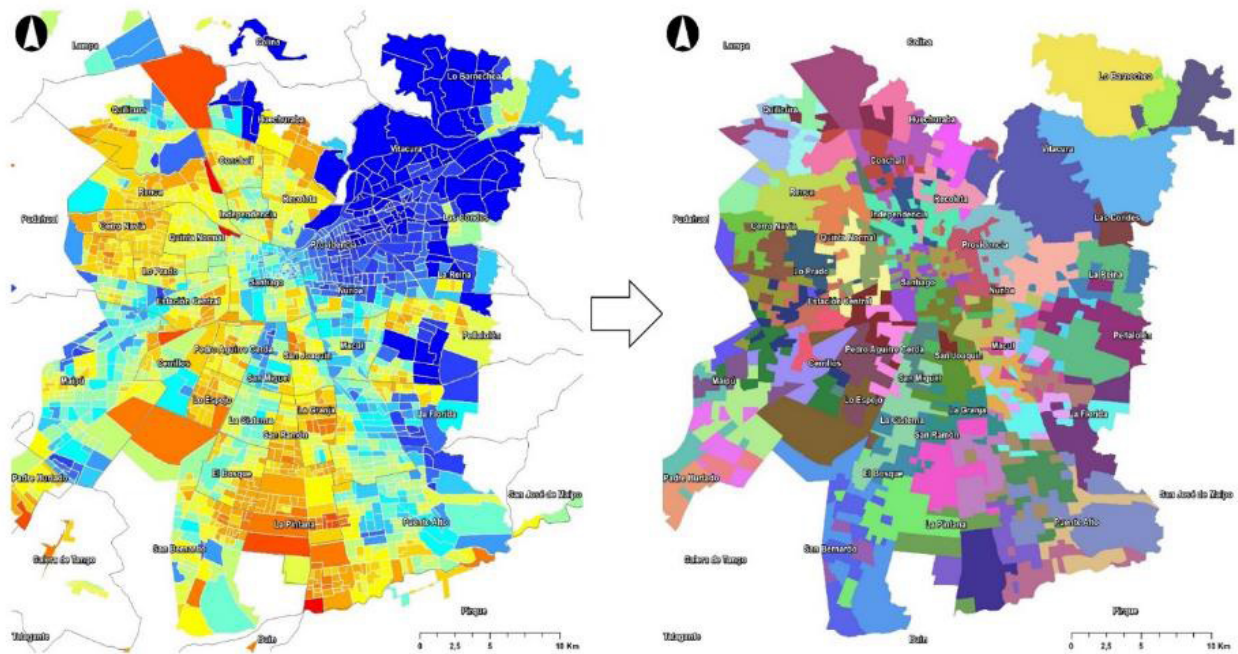 Lampa
Colina
Lo Barnechea
Quilicura
Huechuraba
Vitacura
Conchalí
Renca
Recoleta
Pudahuel
Independencia
Las Condes
Cerro Navia
Quinta Normal
Providencia
Lo Prado
La Reina
Santiago
Ñuñoa
Estación Central
Peñalolén
Pedro Aguirre Cerda
Macul
San Joaquín
Cerrillos
Maipú
San Miguel
Lo Espejo
La Florida
La Granja
La Cisterna
San Ramón
El Bosque
Padre Hurtado
San José de Maipo
La Pintana
Puente Alto
San Bernardo
Calera de Tango
Pirque
Talagante
Buin
0 2,5 5 10 Km
Lampa
Colina
Lo Barnechea
Quilicura
Huechuraba
Vitacura
Conchalí
Renca
Recoleta
Pudahuel
Independencia
Las Condes
Cerro Navia
Quinta Normal
Providencia
Lo Prado
La Reina
Santiago
Ñuñoa
Estación Central
Peñalolén
Pedro Aguirre Cerda
Macul
San Joaquín
Cerrillos
Maipú
San Miguel
Lo Espejo
La Florida
La Granja
La Cisterna
San Ramón
El Bosque
Padre Hurtado
San José de Maipo
La Pintana
Puente Alto
San Bernardo
Calera de Tango
Pirque
Talagante
Buin
0 2,5 5 10 Km